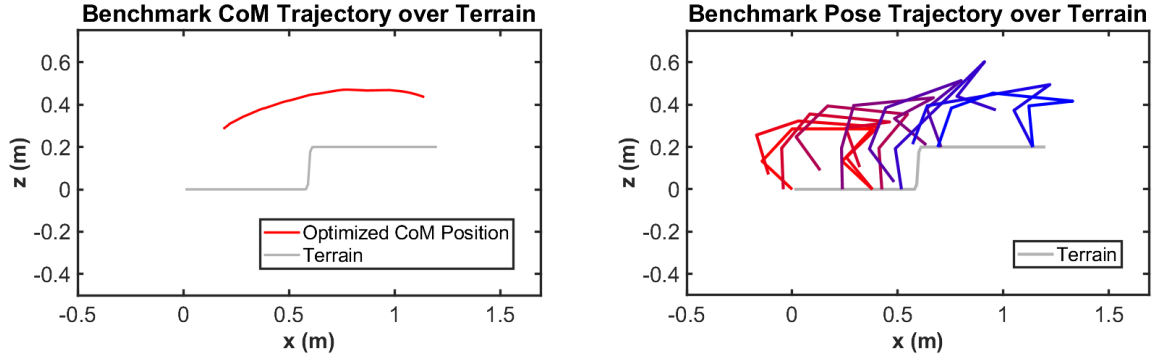 Benchmark CoM Trajectory over Terrain
0.6
0.4
0.2
0
-0.2
-0.4
z (m)
Optimized CoM Position
Terrain
-0.5 0 0.5 1 1.5
x (m)
Benchmark Pose Trajectory over Terrain
0.6
0.4
0.2
0
-0.2
-0.4
z (m)
Terrain
-0.5 0 0.5 1 1.5
x (m)